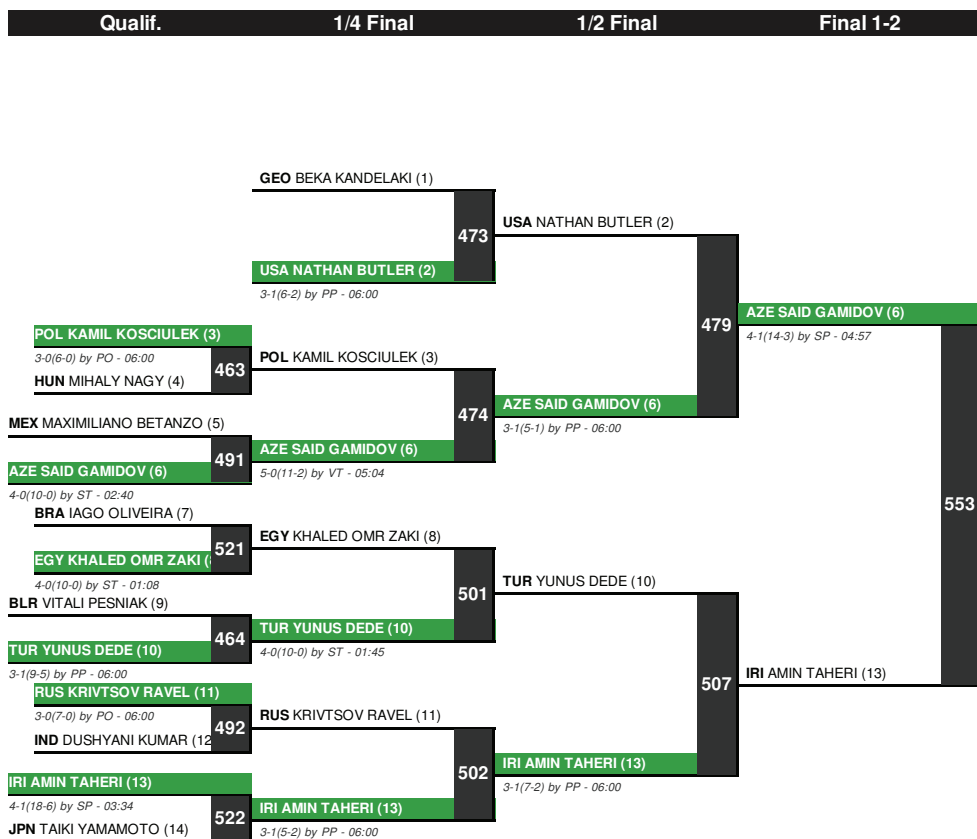 Qualif. 1/4 Final 1/2 Final Final 1-2
GEO BEKA KANDELAKI (1)
473
USA NATHAN BUTLER (2)
USA NATHAN BUTLER (2)
3-1(6-2) by PP - 06:00
479
AZE SAID GAMIDOV (6)
4-1(14-3) by SP - 04:57
POL KAMIL KOSCIULEK (3)
3-0(6-0) by PO - 06:00
463
HUN MIHALY NAGY (4)
POL KAMIL KOSCIULEK (3)
474
AZE SAID GAMIDOV (6)
3-1(5-1) by PP - 06:00
MEX MAXIMILIANO BETANZO (5)
491
AZE SAID GAMIDOV (6)
4-0(10-0) by ST - 02:40
AZE SAID GAMIDOV (6)
5-0(11-2) by VT - 05:04
553
BRA IAGO OLIVEIRA (7)
521
EGY KHALED OMR ZAKI (
4-0(10-0) by ST - 01:08
EGY KHALED OMR ZAKI (8)
501
TUR YUNUS DEDE (10)
BLR VITALI PESNIAK (9)
464
TUR YUNUS DEDE (10)
3-1(9-5) by PP - 06:00
TUR YUNUS DEDE (10)
4-0(10-0) by ST - 01:45
507
IRI AMIN TAHERI (13)
RUS KRIVTSOV RAVEL (11)
3-0(7-0) by PO - 06:00
492
IND DUSHYANI KUMAR (12
RUS KRIVTSOV RAVEL (11)
502
IRI AMIN TAHERI (13)
3-1(7-2) by PP - 06:00
IRI AMIN TAHERI (13)
4-1(18-6) by SP - 03:34
522
JPN TAIKI YAMAMOTO (14)
IRI AMIN TAHERI (13)
3-1(5-2) by PP - 06:00